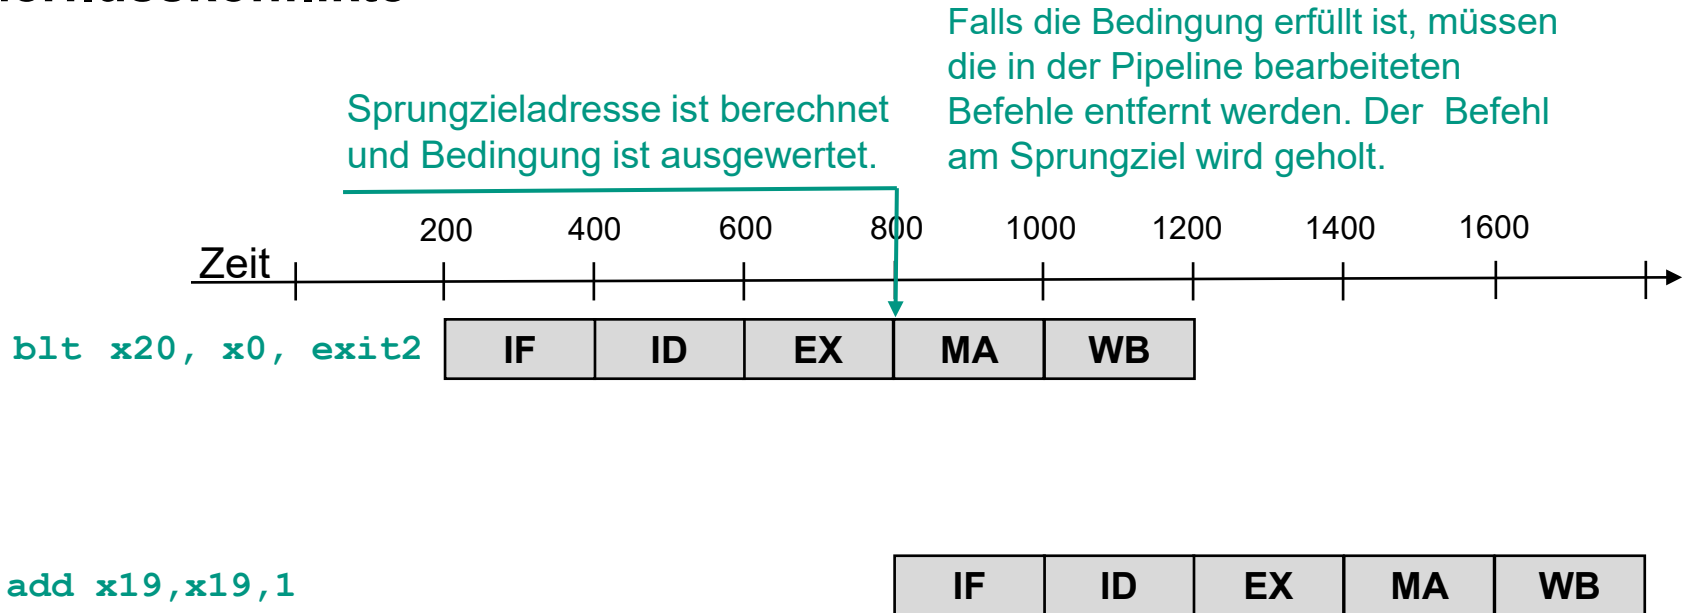 Falls die Bedingung erfüllt ist, müssen
die in der Pipeline bearbeiteten
Befehle entfernt werden. Der Befehl
am Sprungziel wird geholt.
Sprungzieladresse ist berechnet
und Bedingung ist ausgewertet.
200 400 600 800 1000 1200 1400 1600
Zeit
blt x20, x0, exit2 IF ID EX MA WB
add x19,x19,1 IF ID EX MA WB